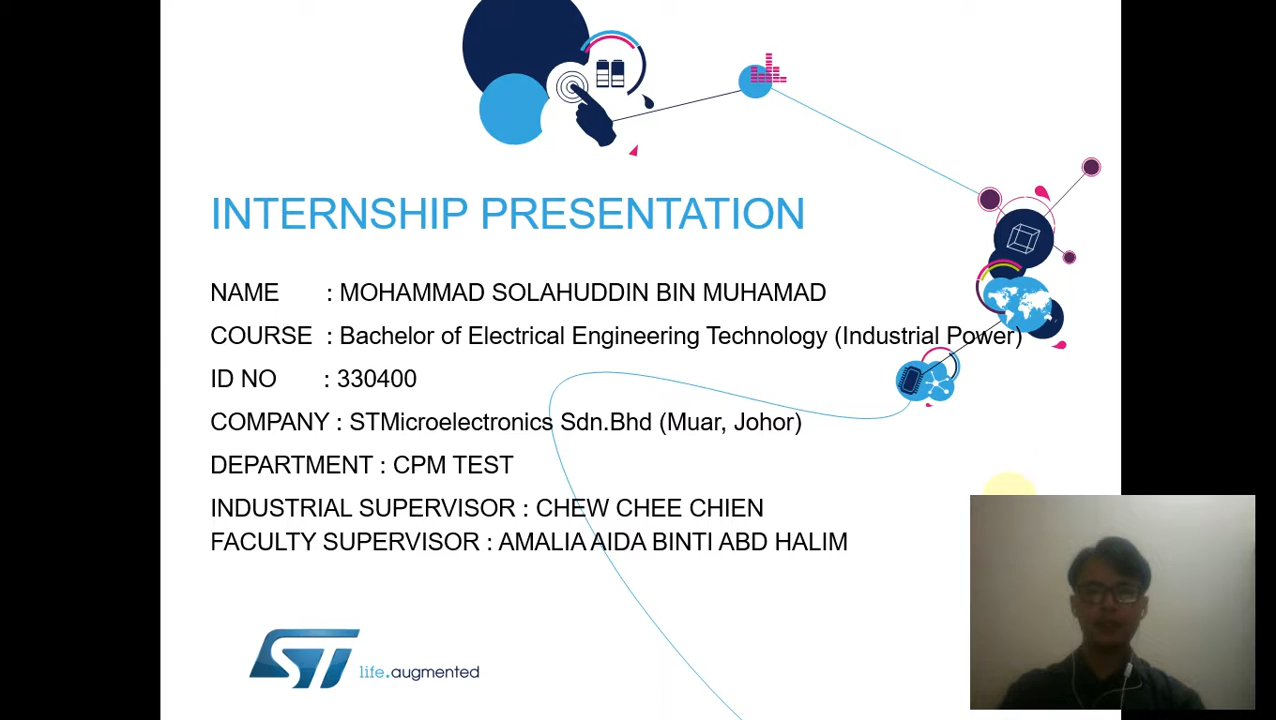 INTERNSHIP PRESENTATION
NAME : MOHAMMAD SOLAHUDDIN BIN MUHAMAD
COURSE : Bachelor of Electrical Engineering Technology (Industrial Power)
ID NO : 330400
COMPANY : STMicroelectronics Sdn.Bhd (Muar, Johor)
DEPARTMENT : CPM TEST
INDUSTRIAL SUPERVISOR : CHEW CHEE CHIEN
FACULTY SUPERVISOR : AMALIA AIDA BINTI ABD HALIM
ST life.augmented